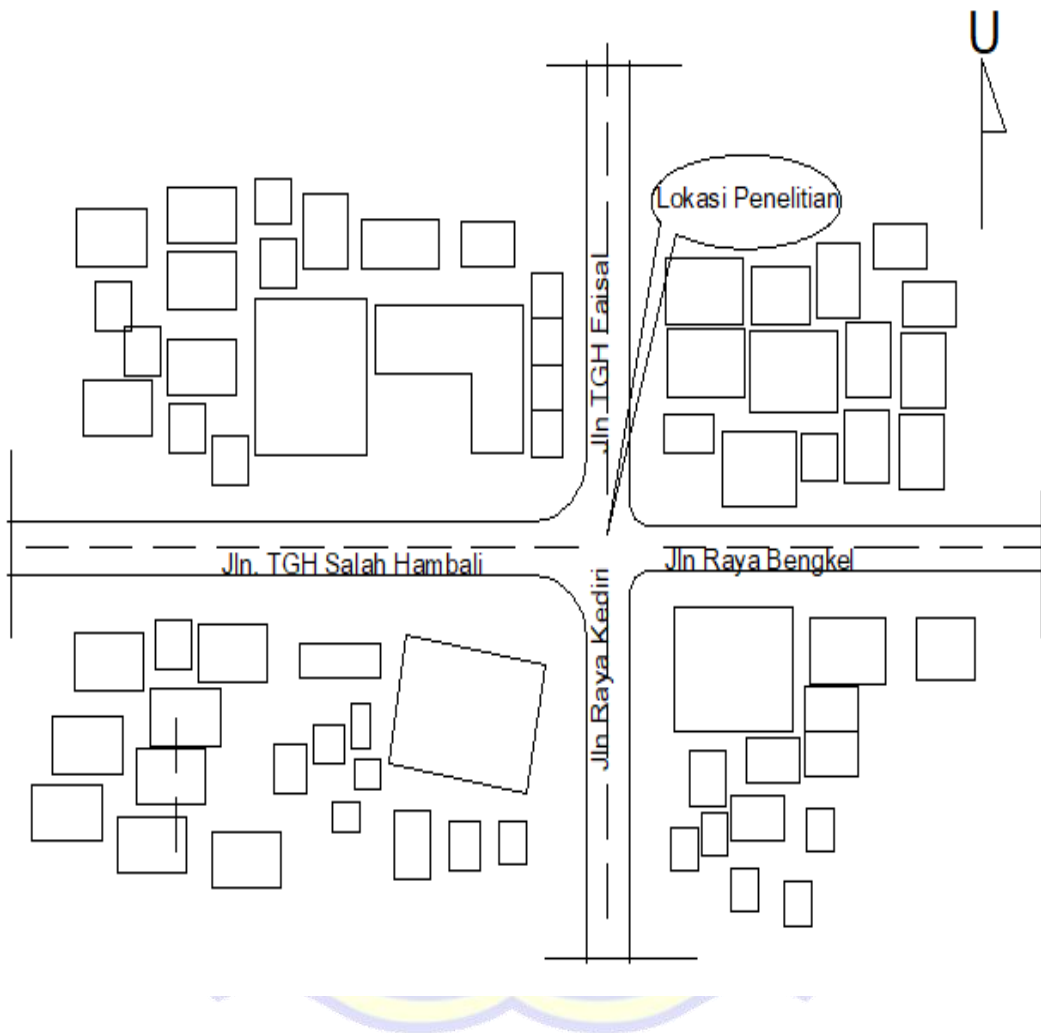 U
Lokasi Penelitian
Jln TGH Faisal
Jln. TGH Salah Hambali
Jln Raya Bengkel
Jln Raya Kediri